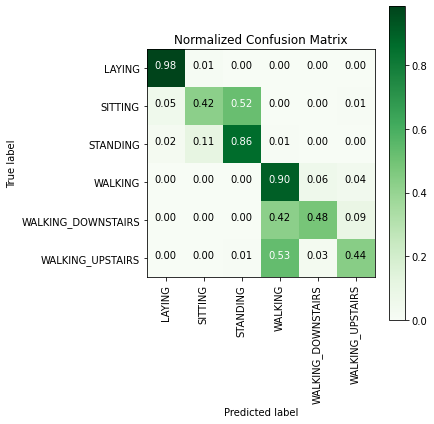 Normalized Confusion Matrix
True label
LAYING 0.98 0.01 0.00 0.00 0.00 0.00
SITTING 0.05 0.42 0.52 0.00 0.00 0.01
STANDING 0.02 0.11 0.86 0.01 0.00 0.00
WALKING 0.00 0.00 0.00 0.90 0.06 0.04
WALKING_DOWNSTAIRS 0.00 0.00 0.00 0.42 0.48 0.09
WALKING_UPSTAIRS 0.00 0.00 0.01 0.53 0.03 0.44
LAYING
SITTING
STANDING
WALKING
WALKING_DOWNSTAIRS
WALKING_UPSTAIRS
Predicted label
0.8
0.6
0.4
0.2
0.0